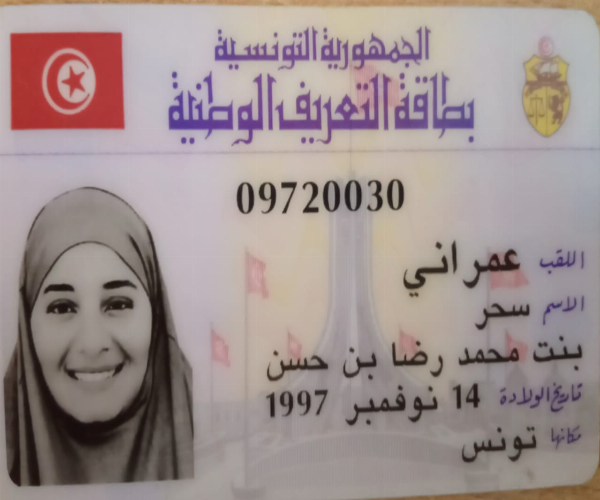 الجمهورية التونسية
بطاقة التعريف الوطنية
09720030
اللقب عمراني
الاسم سحر
بنت محمد رضا بن حسن
تاريخ الولادة 14 نوفمبر 1997
مكانها تونس